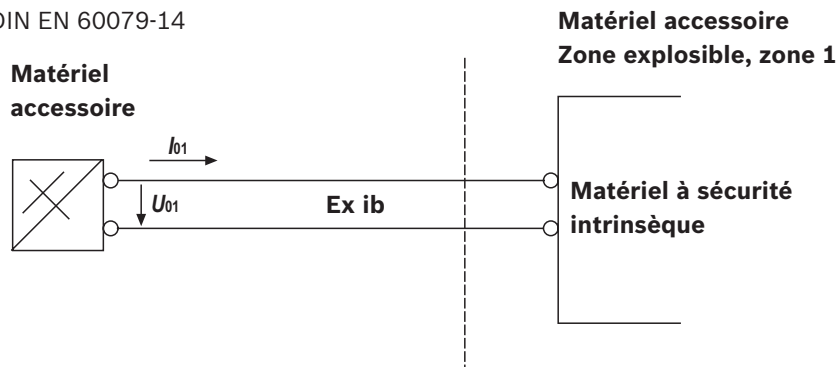 DIN EN 60079-14
Matériel accessoire
Zone explosible, zone 1
Matériel
accessoire
I01
U01
Ex ib
Matériel à sécurité
intrinsèque